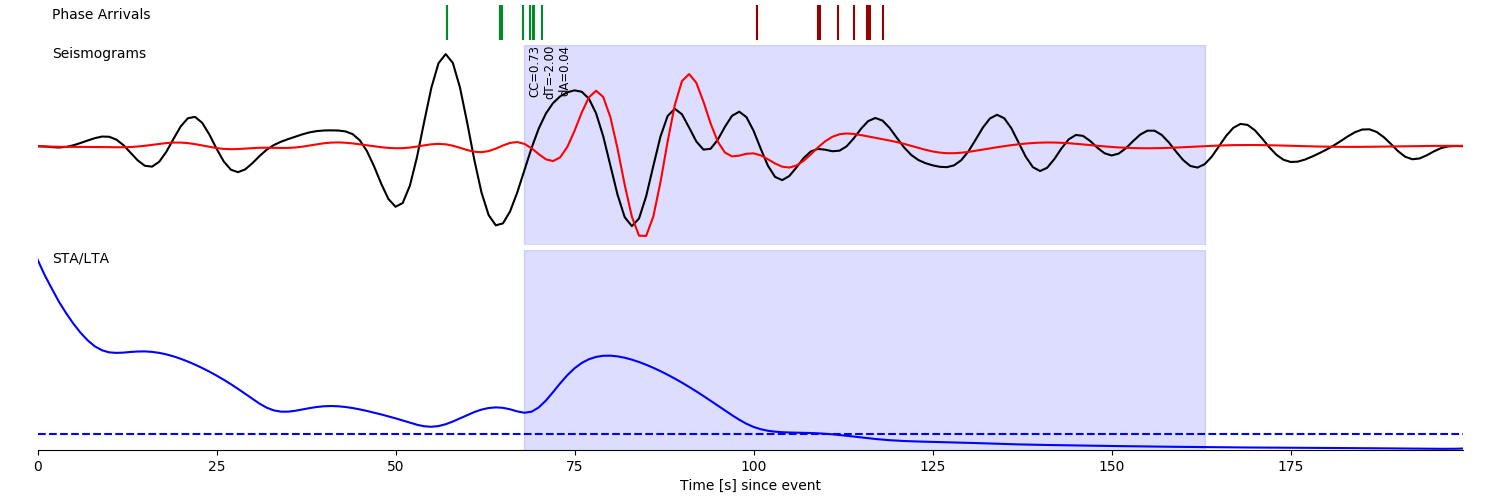 Phase Arrivals
Seismograms
CC=0.73
dT=-2.00
dA=0.04
STA/LTA
0 25 50 75 100 125 150 175
Time [s] since event